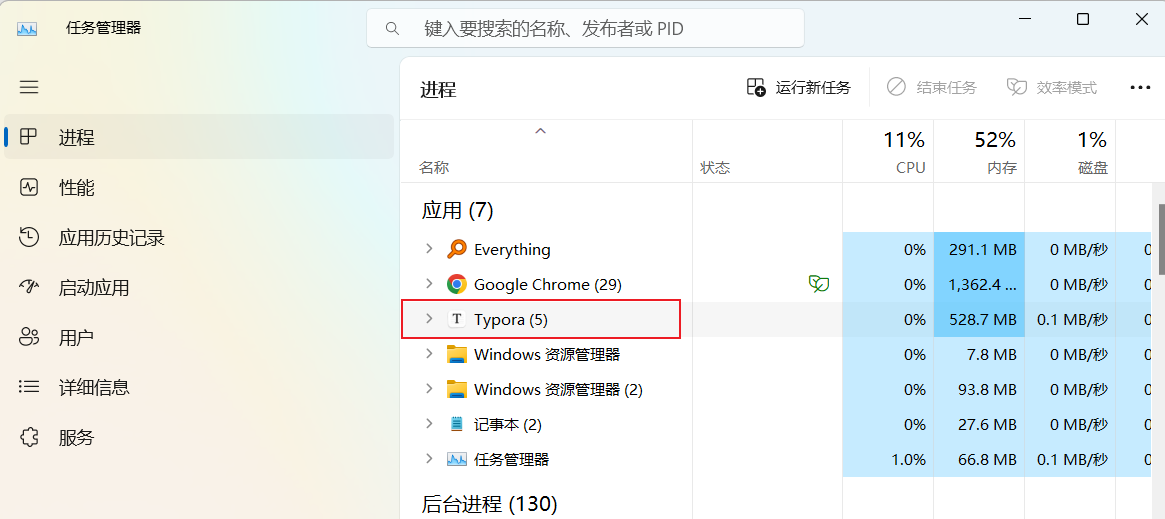 任务管理器
键入要搜索的名称、发布者或 PID
进程
性能
应用历史记录
启动应用
用户
详细信息
服务
进程 运行新任务 结束任务 效率模式
11% 52% 1%
名称 状态 CPU 内存 磁盘
应用 (7)
Everything 0% 291.1 MB 0 MB/秒 0
Google Chrome (29) 0% 1,362.4 ... 0 MB/秒 0
T Typora (5) 0% 528.7 MB 0.1 MB/秒 0
Windows 资源管理器 0% 7.8 MB 0 MB/秒 0
Windows 资源管理器 (2) 0% 93.8 MB 0 MB/秒 0
记事本 (2) 0% 27.6 MB 0 MB/秒 0
任务管理器 1.0% 66.8 MB 0.1 MB/秒 0
后台进程 (130)